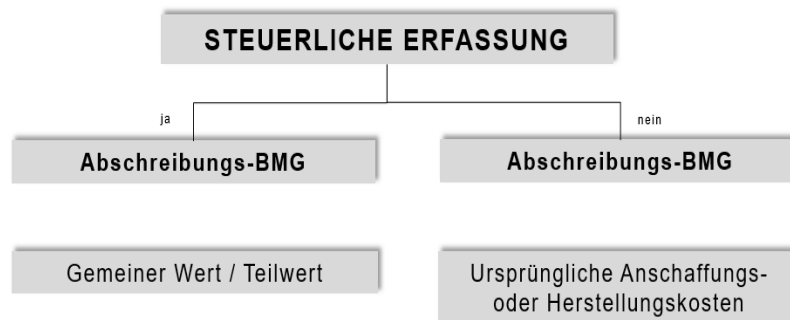 STEUERLICHE ERFASSUNG
ja
nein
Abschreibungs-BMG
Abschreibungs-BMG
Gemeiner Wert / Teilwert
Ursprüngliche Anschaffungs-
oder Herstellungskosten